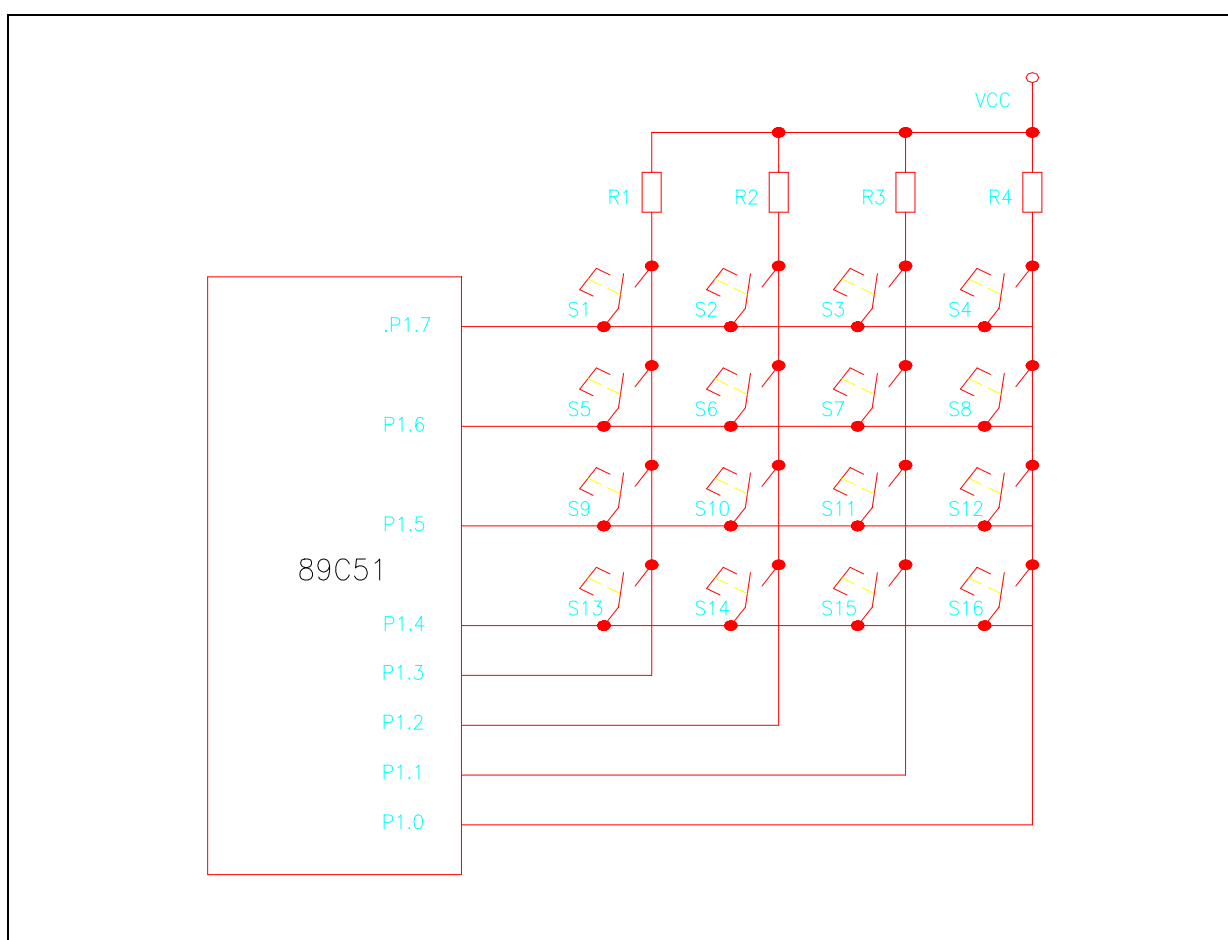 VCC
R1 R2 R3 R4
S1 S2 S3 S4
.P1.7
S5 S6 S7 S8
P1.6
S9 S10 S11 S12
P1.5
89C51
S13 S14 S15 S16
P1.4
P1.3
P1.2
P1.1
P1.0